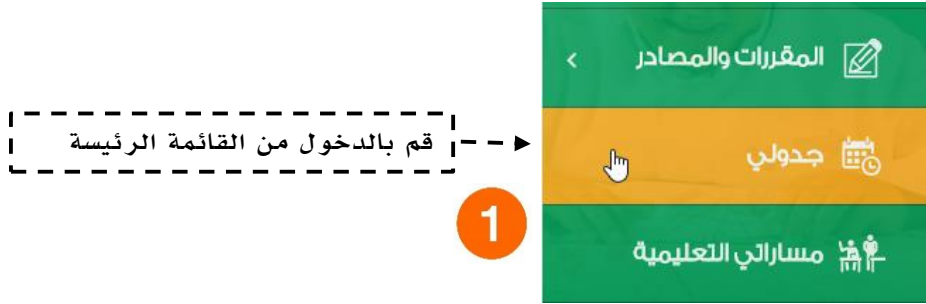 المقررات والمصادر
قم بالدخول من القائمة الرئيسة
جدولي
1
مساراتي التعليمية